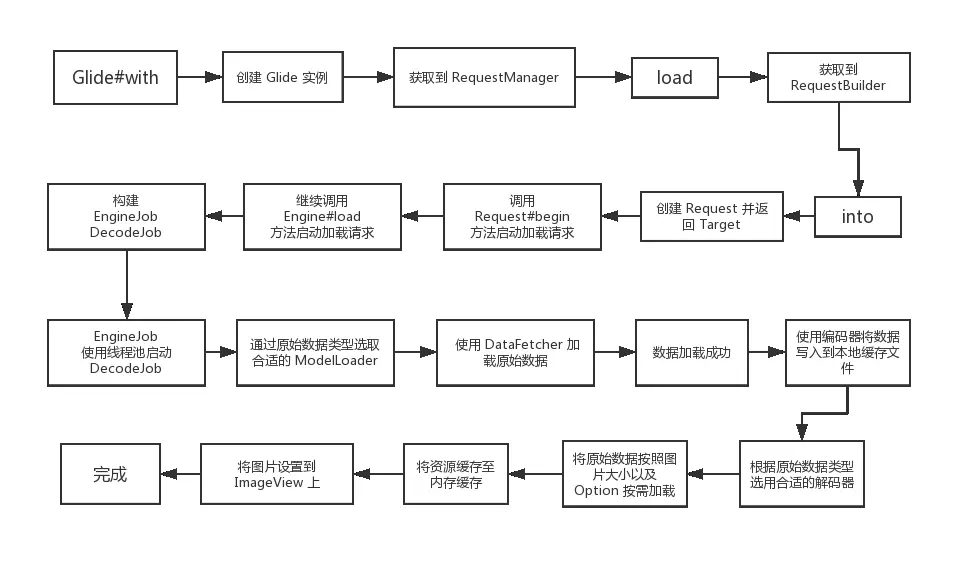 Glide#with
创建 Glide 实例
获取到 RequestManager
load
获取到
RequestBuilder
into
创建 Request 并返
回 Target
调用
Request#begin
方法启动加载请求
继续调用
Engine#load
方法启动加载请求
构建
EngineJob
DecodeJob
EngineJob
使用线程池启动
DecodeJob
通过原始数据类型选取
合适的 ModelLoader
使用 DataFetcher 加
载原始数据
数据加载成功
使用编码器将数据
写入到本地缓存文
件
根据原始数据类型
选用合适的解码器
将原始数据按照图
片大小以及
Option 按需加载
将资源缓存至
内存缓存
将图片设置到
ImageView 上
完成